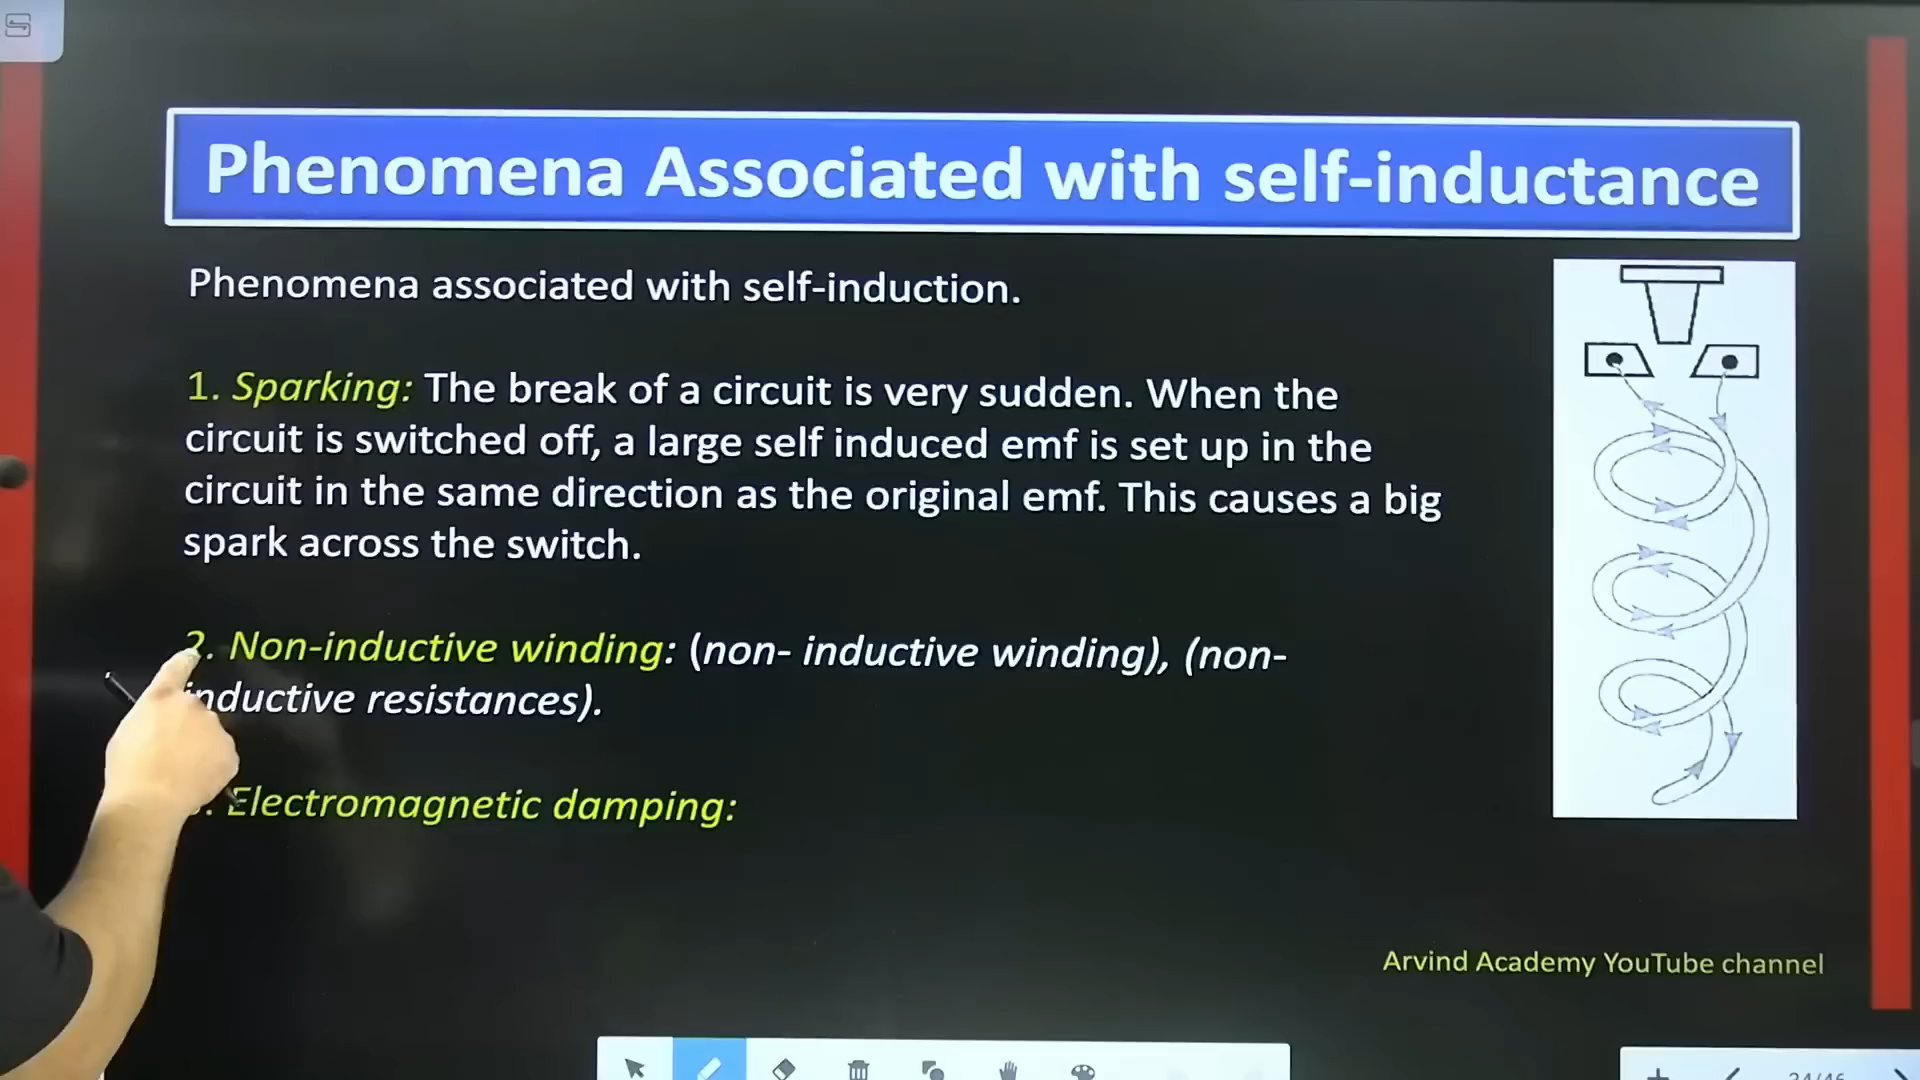 Phenomena Associated with self-inductance
Phenomena associated with self-induction.
1. Sparking: The break of a circuit is very sudden. When the
circuit is switched off, a large self induced emf is set up in the
circuit in the same direction as the original emf. This causes a big
spark across the switch.
2. Non-inductive winding: (non- inductive winding), (non-
inductive resistances).
Electromagnetic damping:
Arvind Academy YouTube channel